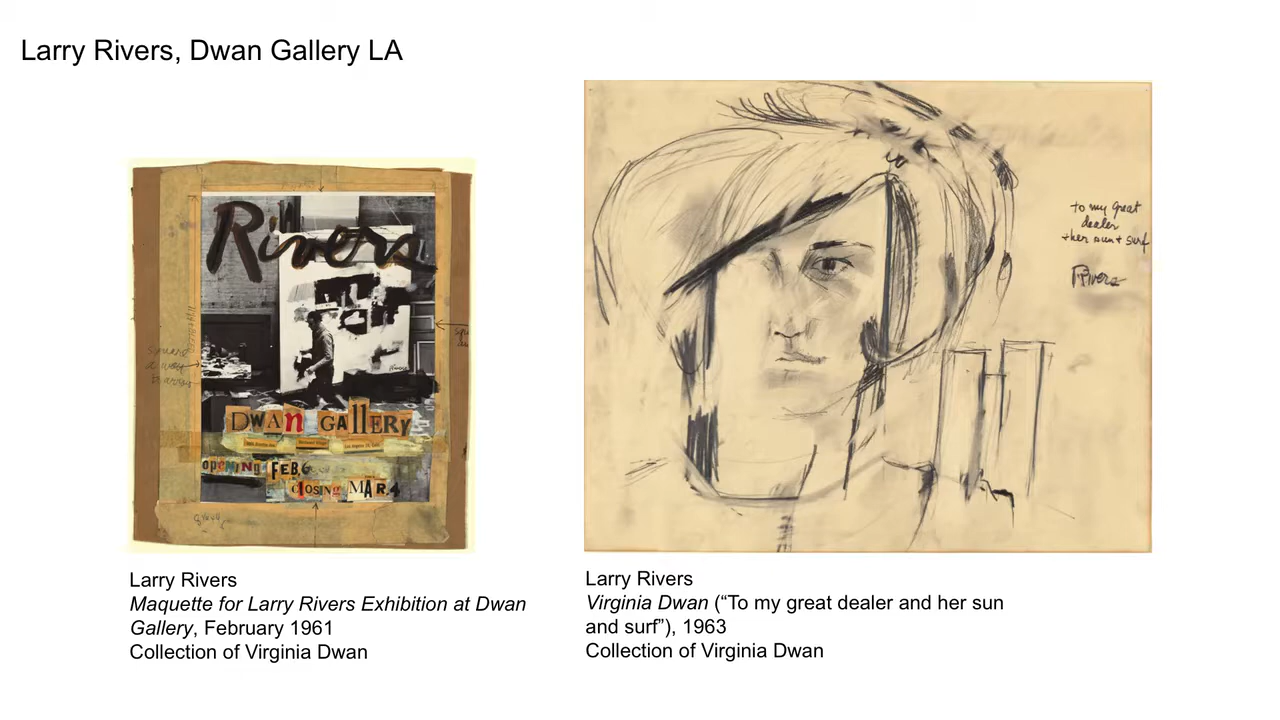 Larry Rivers, Dwan Gallery LA
Rivers
DWAN GALLERY
OPENING FEB.6
CLOSING MAR.4
to my great
dealer
+her sun + surf
Rivers
Larry Rivers
Maquette for Larry Rivers Exhibition at Dwan
Gallery, February 1961
Collection of Virginia Dwan
Larry Rivers
Virginia Dwan (“To my great dealer and her sun
and surf”), 1963
Collection of Virginia Dwan